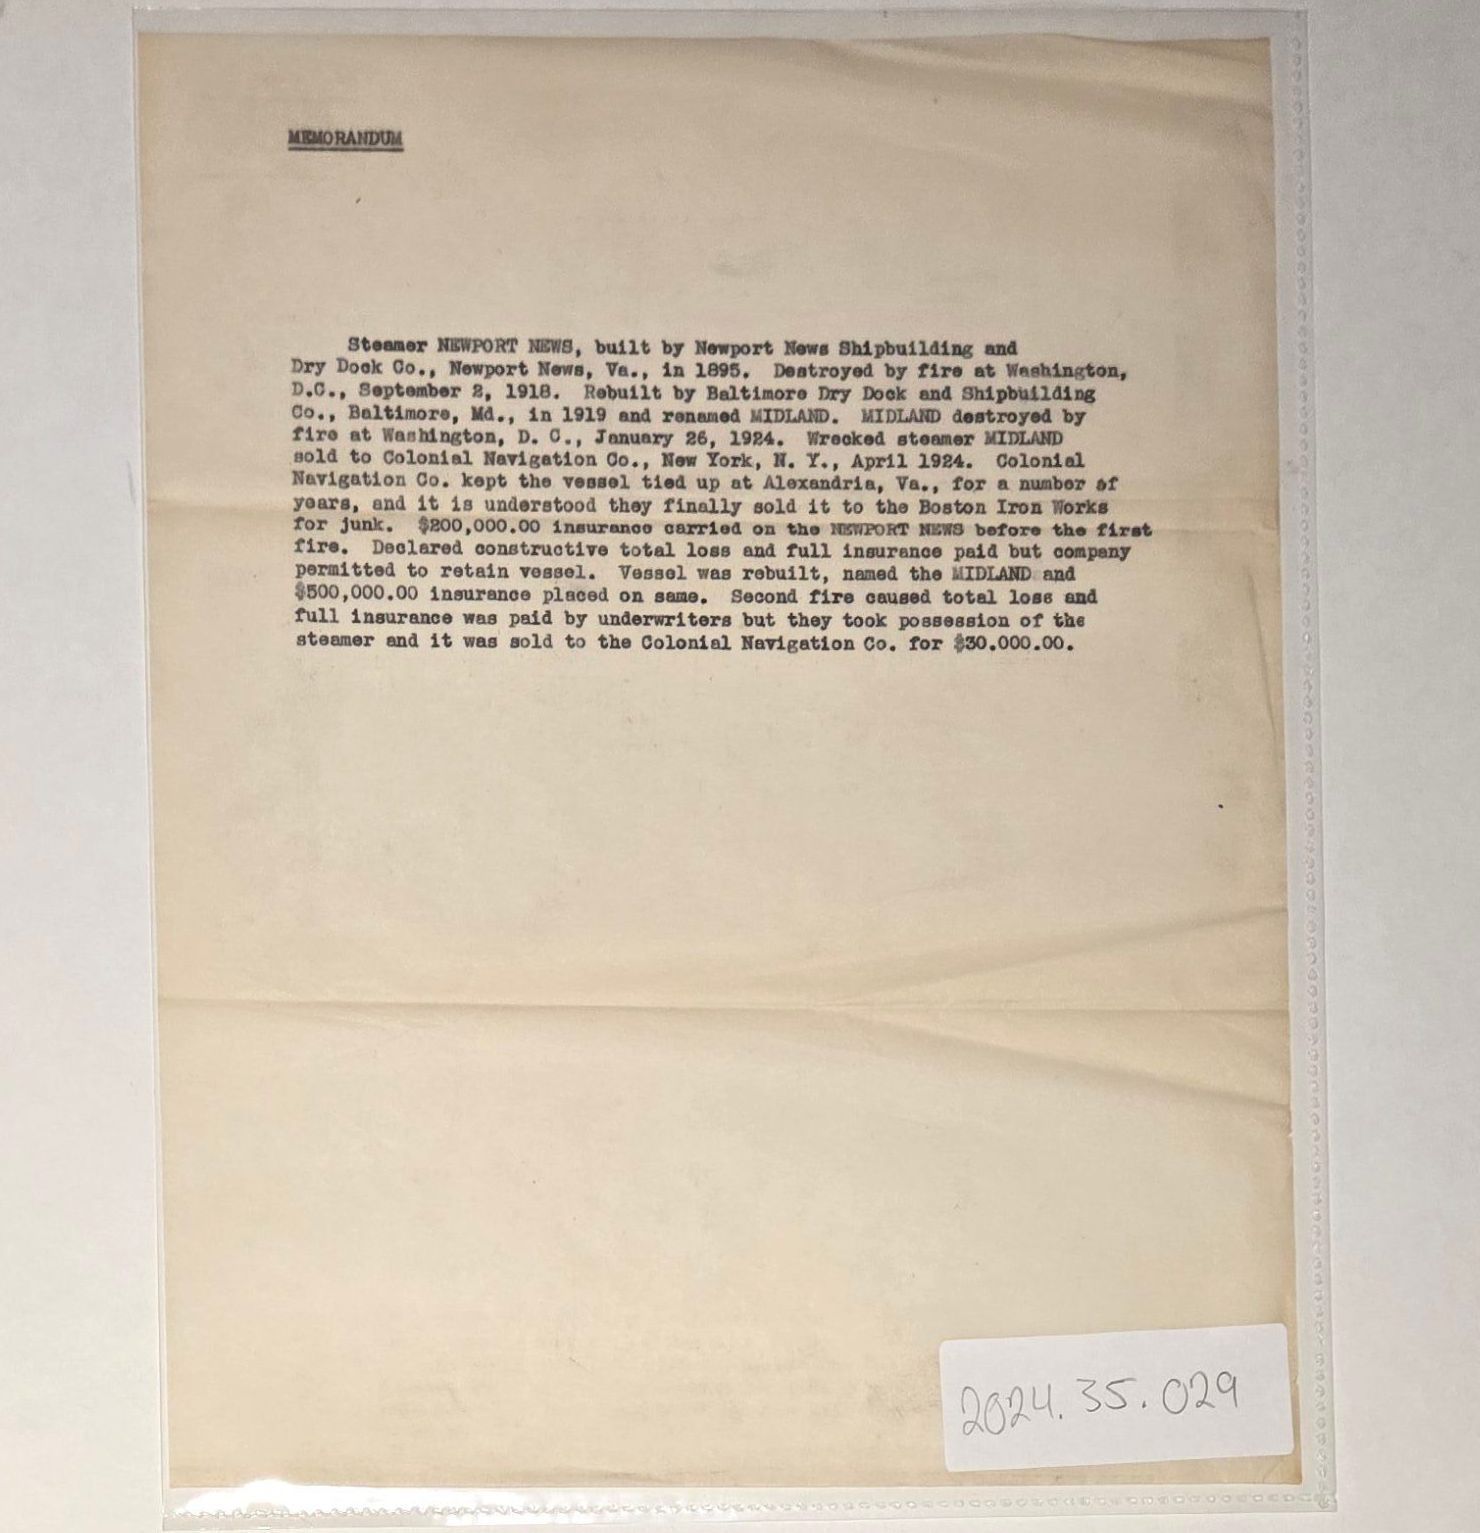 MEMORANDUM
Steamer NEWPORT NEWS, built by Newport News Shipbuilding and
Dry Dock Co., Newport News, Va., in 1895. Destroyed by fire at Washington,
D.C., September 2, 1918. Rebuilt by Baltimore Dry Dock and Shipbuilding
Co., Baltimore, Md., in 1919 and renamed MIDLAND. MIDLAND destroyed by
fire at Washington, D. C., January 26, 1924. Wrecked steamer MIDLAND
sold to Colonial Navigation Co., New York, N. Y., April 1924. Colonial
Navigation Co. kept the vessel tied up at Alexandria, Va., for a number of
years, and it is understood they finally sold it to the Boston Iron Works
for junk. $200,000.00 insurance carried on the NEWPORT NEWS before the first
fire. Declared constructive total loss and full insurance paid but company
permitted to retain vessel. Vessel was rebuilt, named the MIDLAND and
$500,000.00 insurance placed on same. Second fire caused total loss and
full insurance was paid by underwriters but they took possession of the
steamer and it was sold to the Colonial Navigation Co. for $30.000.00.
2024.35.029